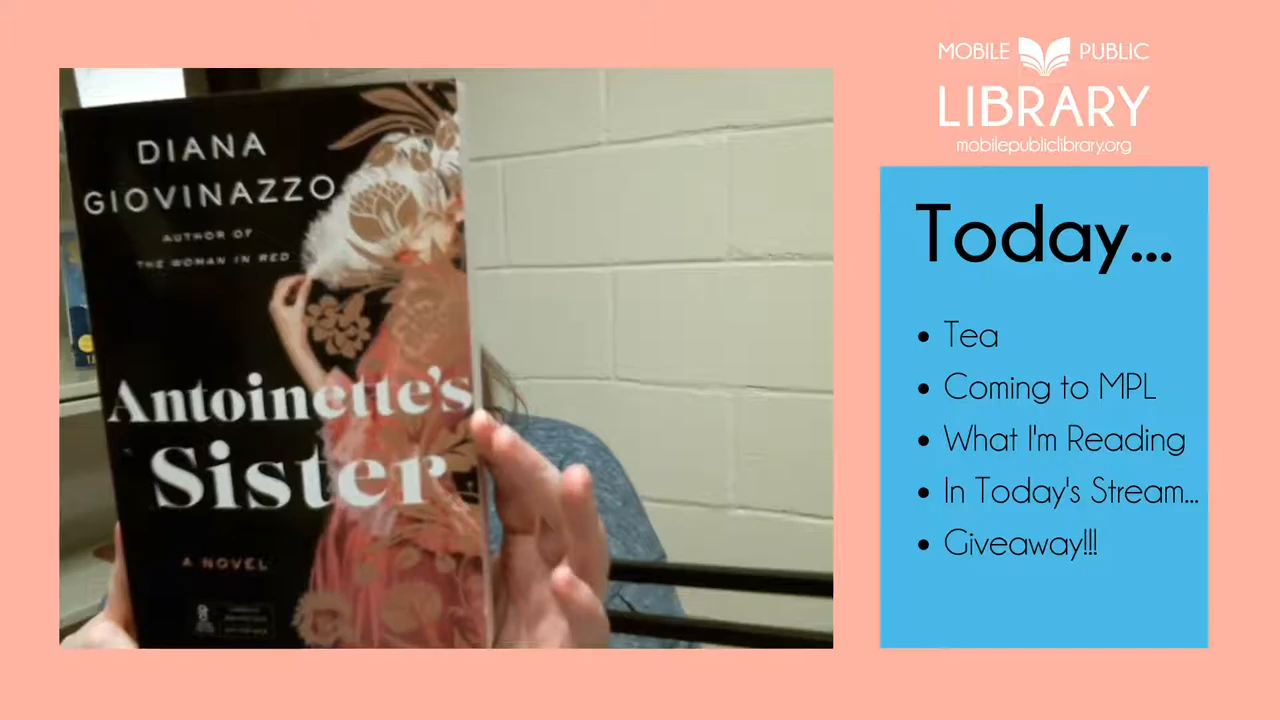 DIANA
GIOVINAZZO
AUTHOR OF
THE WOMAN IN RED
Antoinette's
Sister
A NOVEL
MOBILE PUBLIC
LIBRARY
mobilepubliclibrary.org
Today...
• Tea
• Coming to MPL
• What I'm Reading
• In Today's Stream...
• Giveaway!!!